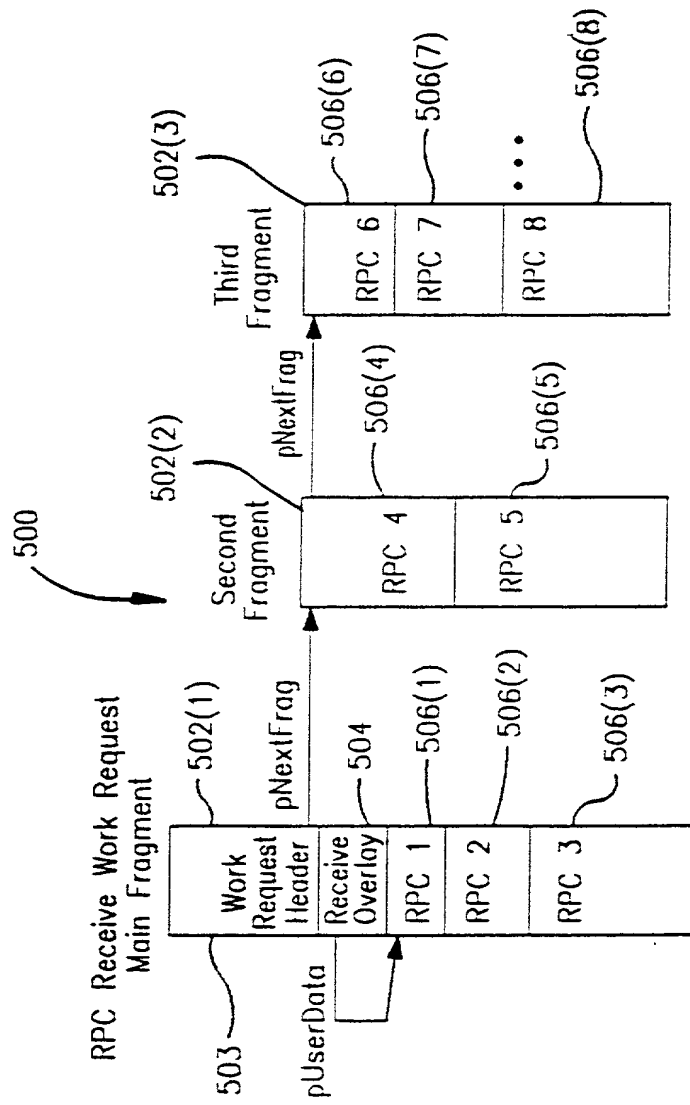 500
RPC Receive Work Request
Main Fragment
502(1)
503
Work
Request
Header
pNextFrag
Receive
Overlay
504
pUserData
RPC 1
506(1)
RPC 2
506(2)
RPC 3
506(3)
Second
Fragment
502(2)
pNextFrag
RPC 4
506(4)
RPC 5
506(5)
Third
Fragment
502(3)
RPC 6
506(6)
RPC 7
506(7)
RPC 8
506(8)